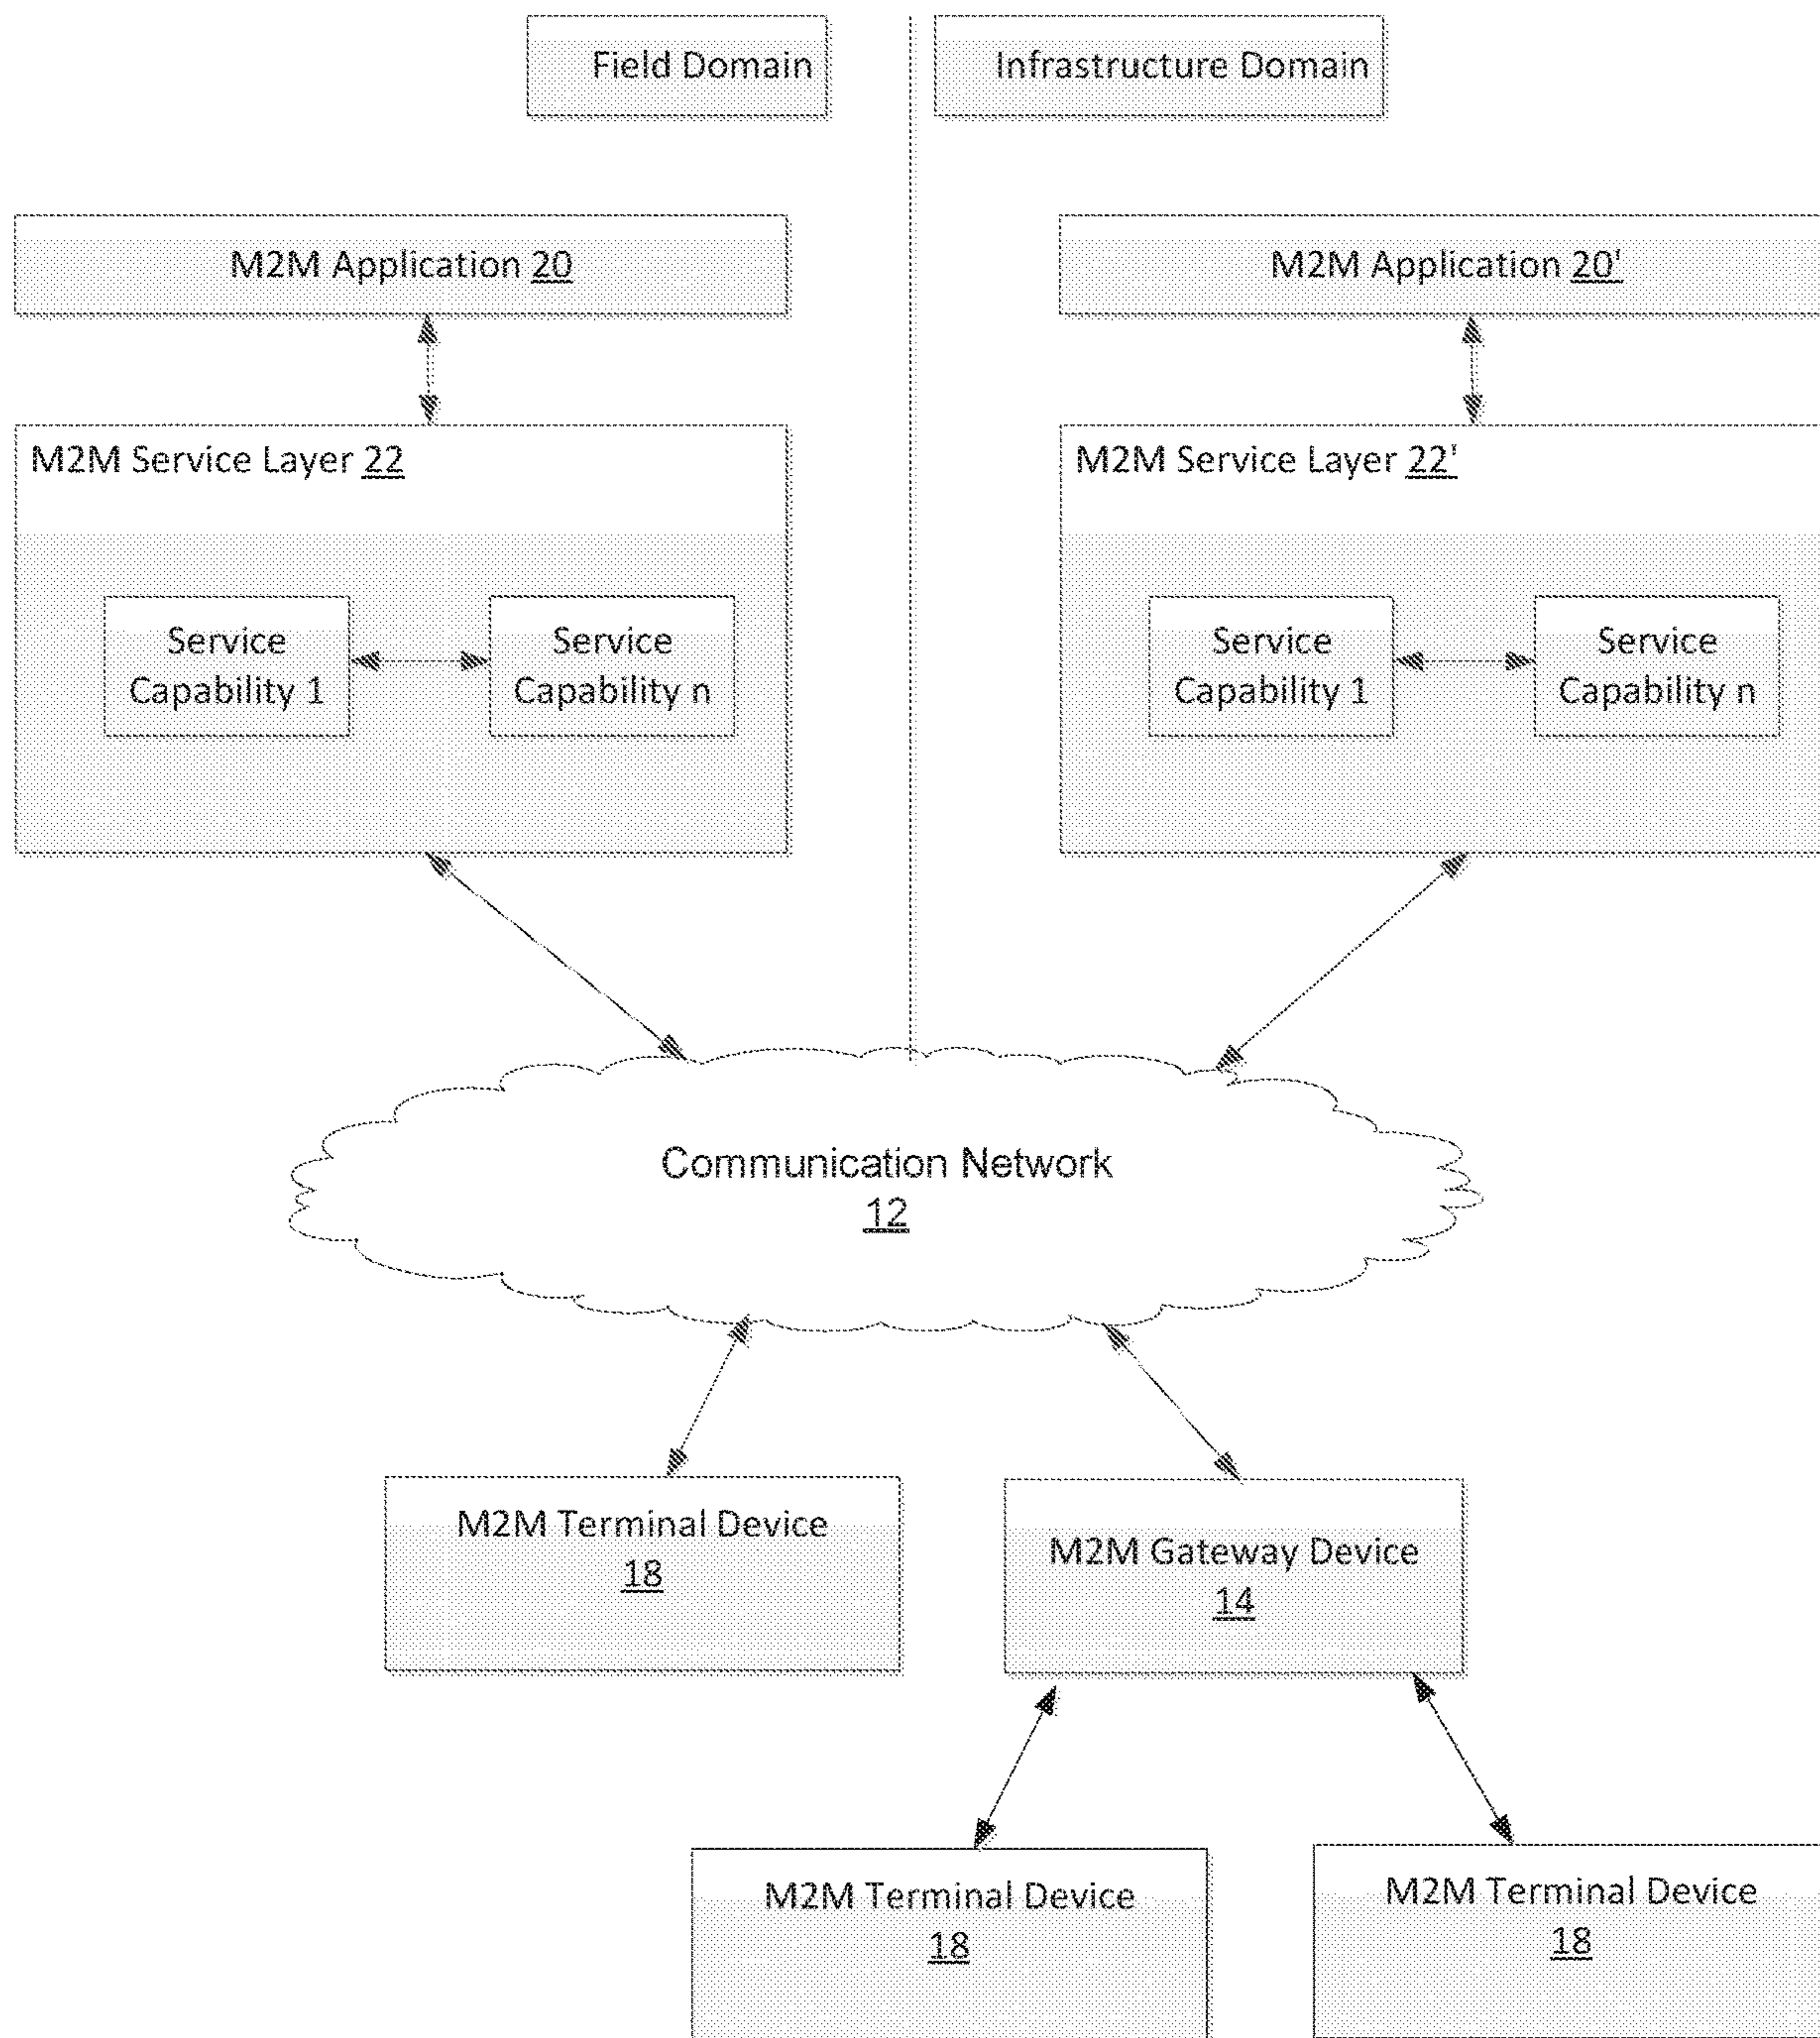 Field Domain
Infrastructure Domain
M2M Application 20
M2M Application 20'
M2M Service Layer 22
M2M Service Layer 22'
Service
Capability 1
Service
Capability n
Service
Capability 1
Service
Capability n
Communication Network
12
M2M Terminal Device
18
M2M Gateway Device
14
M2M Terminal Device
18
M2M Terminal Device
18